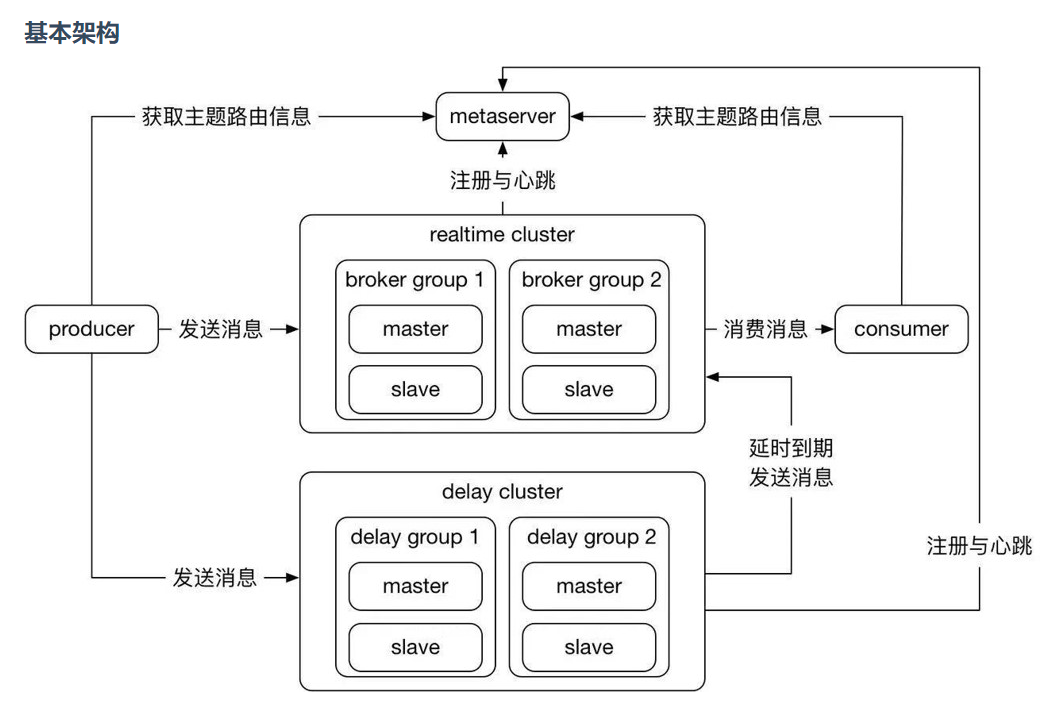 基本架构
metaserver
获取主题路由信息
获取主题路由信息
注册与心跳
realtime cluster
broker group 1
broker group 2
producer
发送消息
master
master
消费消息
consumer
slave
slave
延时到期
发送消息
delay cluster
delay group 1
delay group 2
注册与心跳
发送消息
master
master
slave
slave